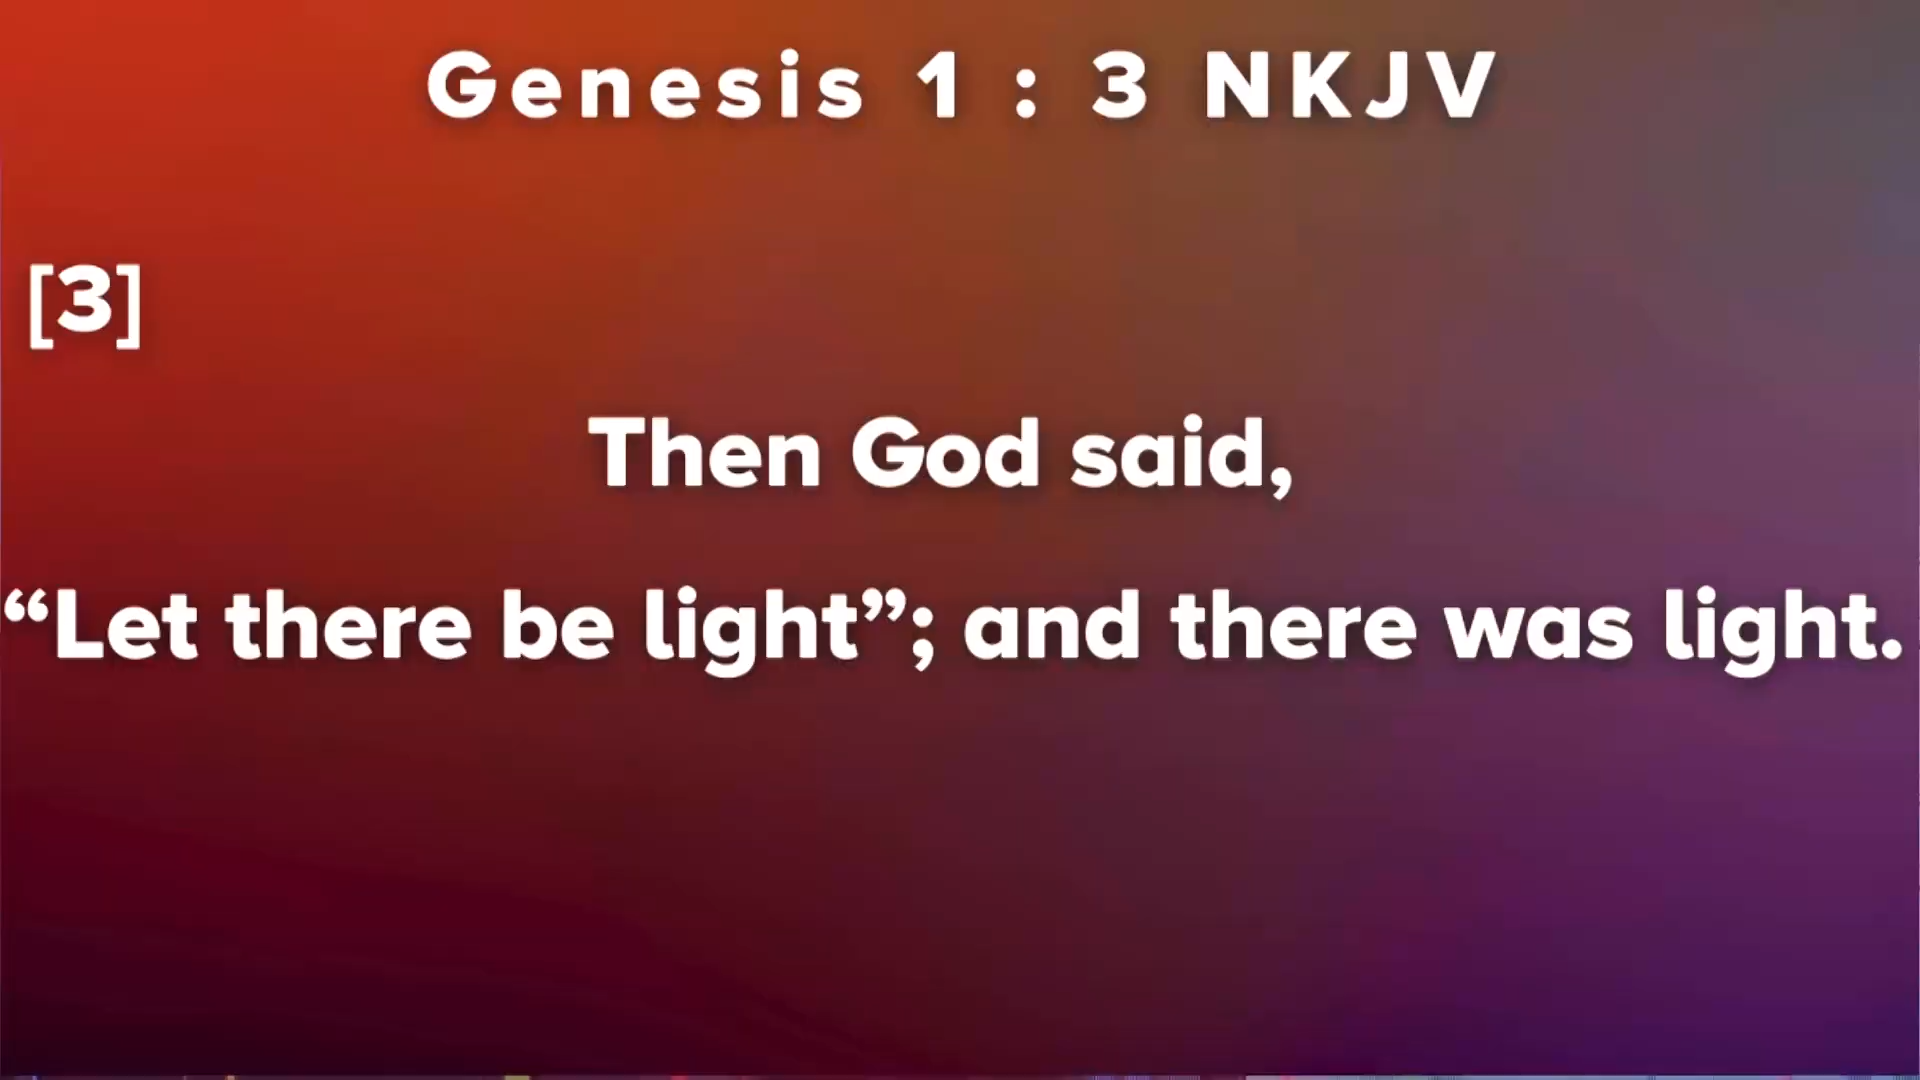 Genesis 1 : 3 NKJV
[3]
Then God said,
“Let there be light”; and there was light.